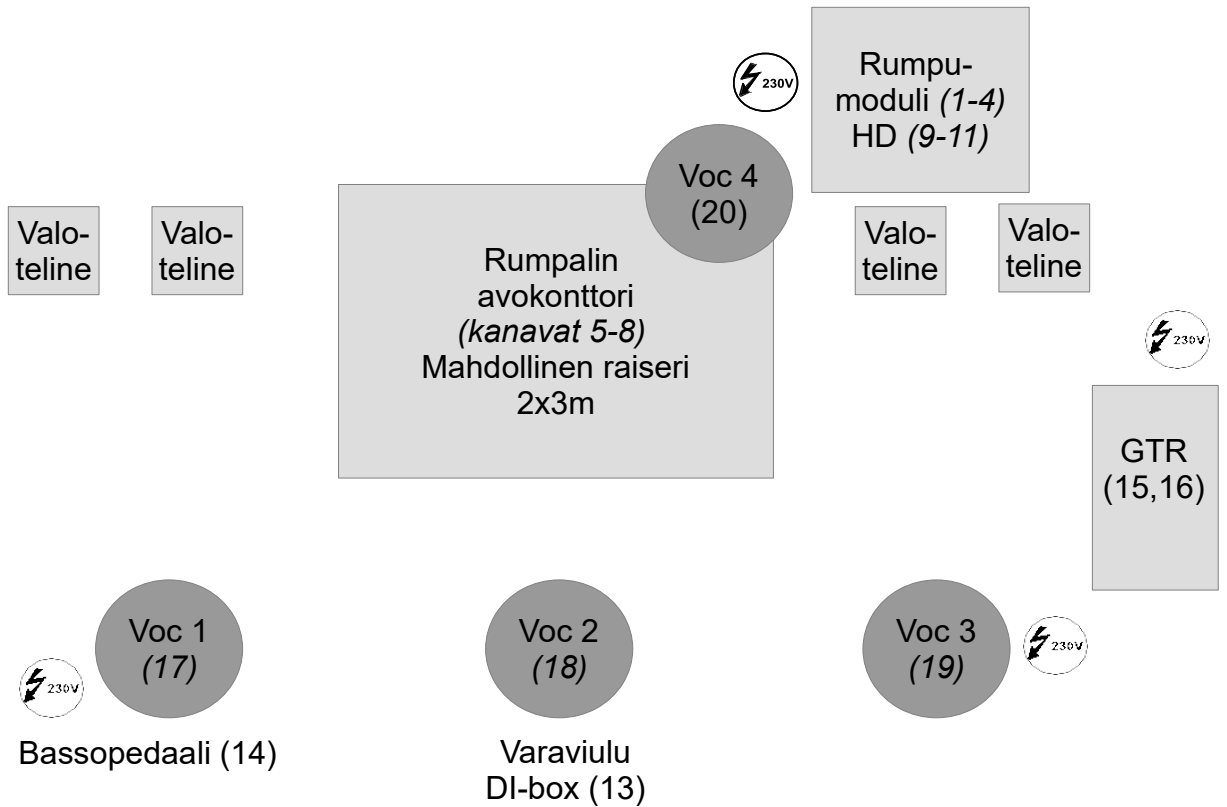 230V
Rumpu-
moduli (1-4)
HD (9-11)
Voc 4
(20)
Valo-
teline
Valo-
teline
Rumpalin
avokonttori
(kanavat 5-8)
Mahdollinen raiseri
2x3m
Valo-
teline
Valo-
teline
230V
GTR
(15,16)
Voc 1
(17)
230V
Bassopedaali (14)
Voc 2
(18)
Varaviulu
DI-box (13)
Voc 3
(19)
230V